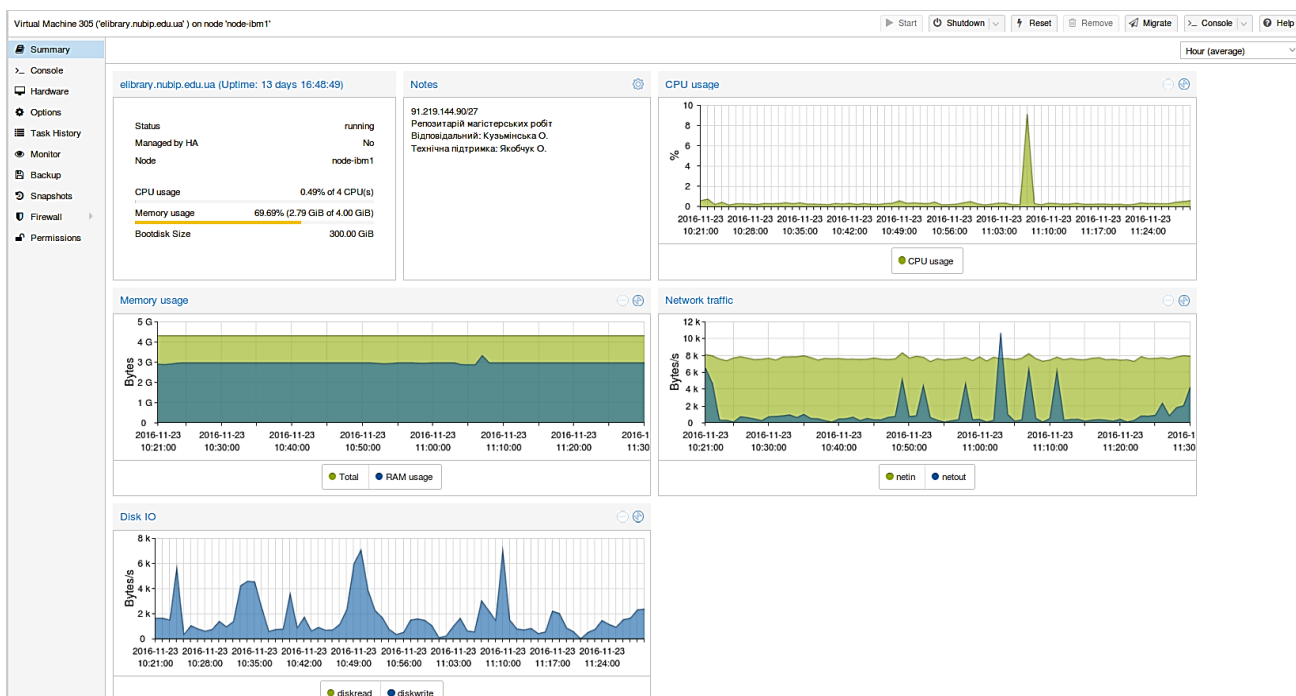 Virtual Machine 305 ('elibrary.nubip.edu.ua' ) on node 'node-ibm1'
Start Shutdown Reset Remove Migrate >_ Console Help
Summary
>_ Console
Hardware
Options
Task History
Monitor
Backup
Snapshots
Firewall
Permissions
Hour (average)
elibrary.nubip.edu.ua (Uptime: 13 days 16:48:49)
Status running
Managed by HA No
Node node-ibm1
CPU usage 0.49% of 4 CPU(s)
Memory usage 69.69% (2.79 GiB of 4.00 GiB)
Bootdisk Size 300.00 GiB
Notes
91.219.144.90/27
Репозитарій магістерських робіт
Відповідальний: Кузьмінська О.
Технічна підтримка: Якобчук О.
CPU usage
10
8
6
4
2
0
%
2016-11-23 2016-11-23 2016-11-23 2016-11-23 2016-11-23 2016-11-23 2016-11-23 2016-11-23 2016-11-23 2016-11-23
10:21:00 10:28:00 10:35:00 10:42:00 10:49:00 10:56:00 11:03:00 11:10:00 11:17:00 11:24:00
CPU usage
Memory usage
5 G
4 G
3 G
2 G
1 G
0
Bytes
2016-11-23 2016-11-23 2016-11-23 2016-11-23 2016-11-23 2016-11-23 2016-11-23 2016-1
10:21:00 10:30:00 10:40:00 10:50:00 11:00:00 11:10:00 11:20:00 11:30
Total RAM usage
Network traffic
12 k
10 k
8 k
6 k
4 k
2 k
0
Bytes/s
2016-11-23 2016-11-23 2016-11-23 2016-11-23 2016-11-23 2016-11-23 2016-11-23 2016-1
10:21:00 10:30:00 10:40:00 10:50:00 11:00:00 11:10:00 11:20:00 11:30
netin netout
Disk IO
8 k
6 k
4 k
2 k
0
Bytes/s
2016-11-23 2016-11-23 2016-11-23 2016-11-23 2016-11-23 2016-11-23 2016-11-23 2016-11-23 2016-11-23 2016-11-23
10:21:00 10:28:00 10:35:00 10:42:00 10:49:00 10:56:00 11:03:00 11:10:00 11:17:00 11:24:00
diskread diskwrite